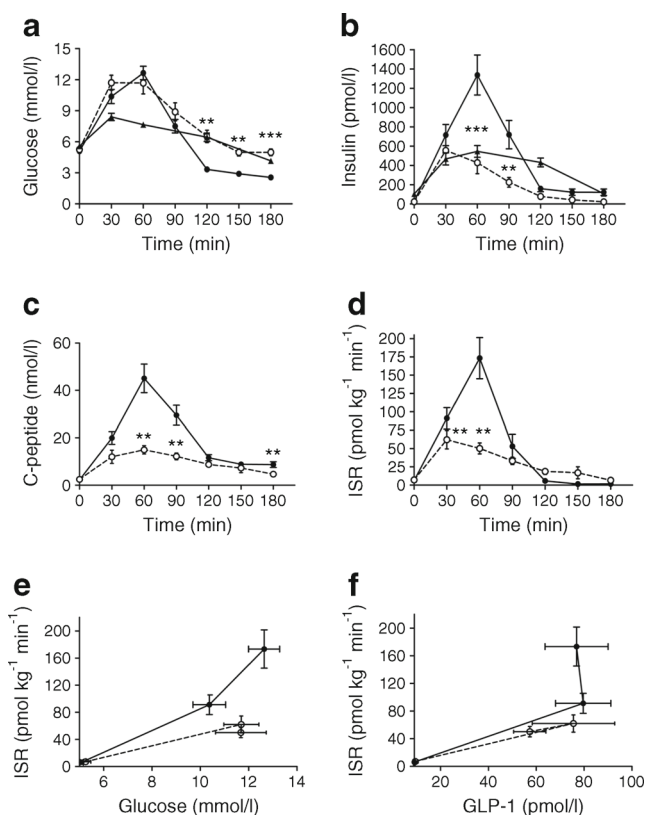 a
Glucose (mmol/l)
15
12
9
6
3
0
**
**
***
0 30 60 90 120 150 180
Time (min)
b
Insulin (pmol/l)
1600
1400
1200
1000
800
600
400
200
0
***
**
0 30 60 90 120 150 180
Time (min)
c
C-peptide (nmol/l)
60
40
20
0
**
**
**
0 30 60 90 120 150 180
Time (min)
d
ISR (pmol kg-1 min-1)
200
175
150
125
100
75
50
25
0
**
**
0 30 60 90 120 150 180
Time (min)
e
ISR (pmol kg-1 min-1)
200
160
120
80
40
0
6 8 10 12 14
Glucose (mmol/l)
f
ISR (pmol kg-1 min-1)
200
160
120
80
40
0
20 40 60 80 100
GLP-1 (pmol/l)